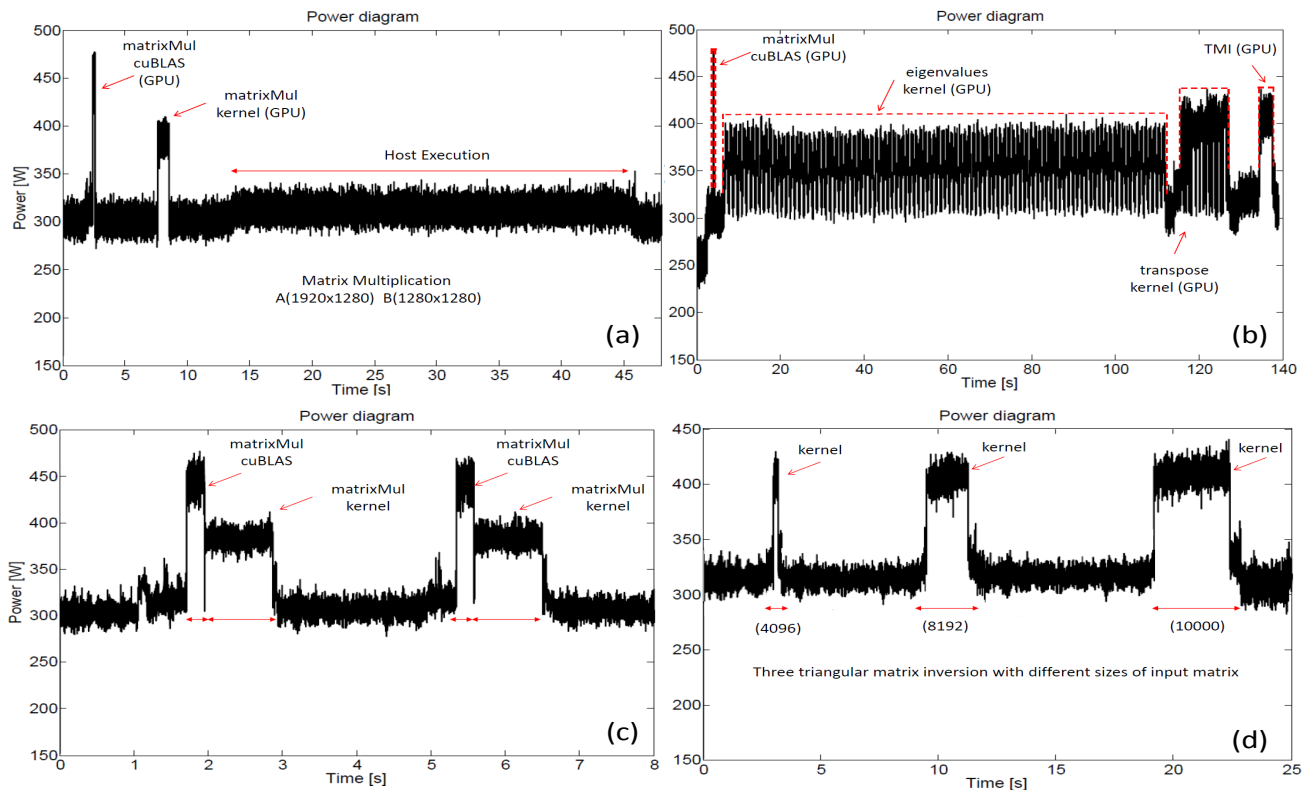 Power diagram
500
450
400
350
300
250
200
150
Power [W]
matrixMul
cuBLAS
(GPU)
matrixMul
kernel (GPU)
Host Execution
Matrix Multiplication
A(1920x1280) B(1280x1280)
(a)
0 5 10 15 20 25 30 35 40 45
Time [s]
Power diagram
500
450
400
350
300
250
200
150
matrixMul
cuBLAS (GPU)
eigenvalues
kernel (GPU)
TMI (GPU)
transpose
kernel (GPU)
(b)
0 20 40 60 80 100 120 140
Time [s]
Power diagram
500
450
400
350
300
250
200
150
Power [W]
matrixMul
cuBLAS
matrixMul
kernel
matrixMul
cuBLAS
matrixMul
kernel
(c)
0 1 2 3 4 5 6 7 8
Time [s]
Power diagram
450
400
350
300
250
200
150
kernel
kernel
kernel
(4096)
(8192)
(10000)
Three triangular matrix inversion with different sizes of input matrix
(d)
0 5 10 15 20 25
Time [s]